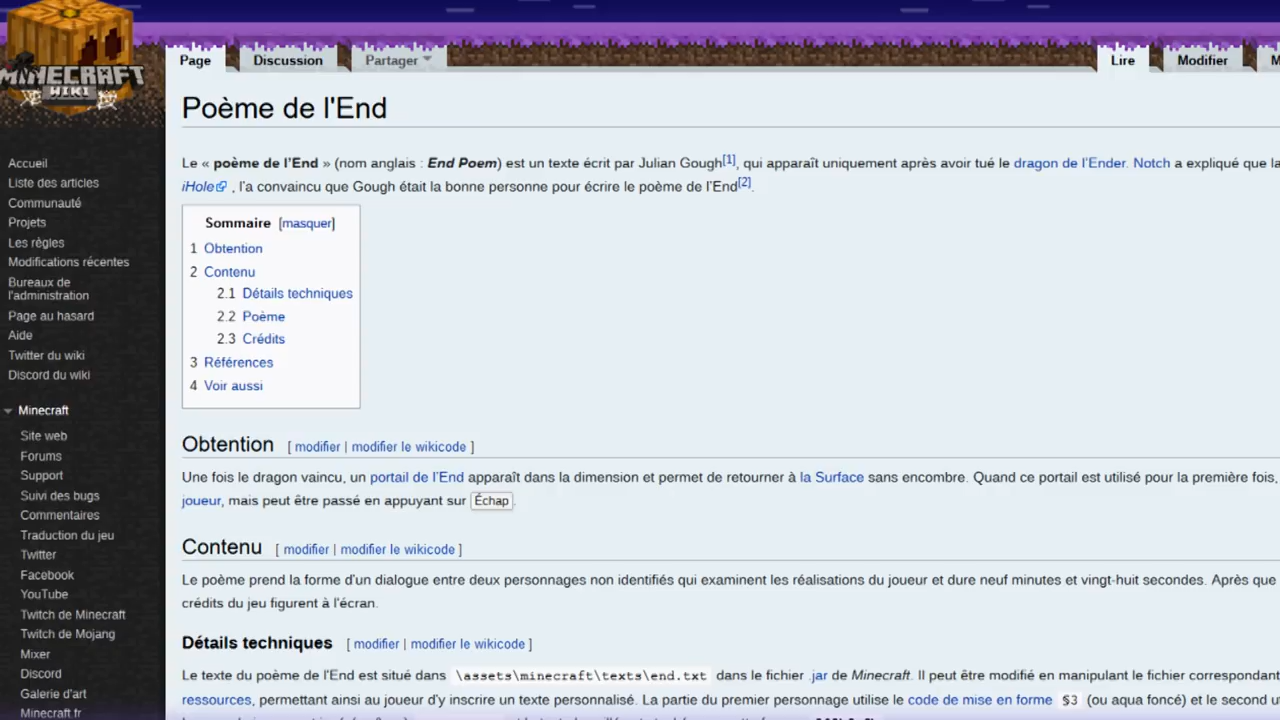 MINECRAFT
WIKI
Page
Discussion
Partager
Lire
Modifier
M
Poème de l'End
Le « poème de l'End » (nom anglais : End Poem) est un texte écrit par Julian Gough[1], qui apparaît uniquement après avoir tué le dragon de l'Ender. Notch a expliqué que la
iHole , l'a convaincu que Gough était la bonne personne pour écrire le poème de l'End[2].
Sommaire [masquer]
1 Obtention
2 Contenu
2.1 Détails techniques
2.2 Poème
2.3 Crédits
3 Références
4 Voir aussi
Obtention [ modifier | modifier le wikicode ]
Une fois le dragon vaincu, un portail de l'End apparaît dans la dimension et permet de retourner à la Surface sans encombre. Quand ce portail est utilisé pour la première fois,
joueur, mais peut être passé en appuyant sur Échap.
Contenu [ modifier | modifier le wikicode ]
Le poème prend la forme d'un dialogue entre deux personnages non identifiés qui examinent les réalisations du joueur et dure neuf minutes et vingt-huit secondes. Après que
crédits du jeu figurent à l'écran.
Détails techniques [ modifier | modifier le wikicode ]
Le texte du poème de l'End est situé dans \assets\minecraft\texts\end.txt dans le fichier .jar de Minecraft. Il peut être modifié en manipulant le fichier correspondant
ressources, permettant ainsi au joueur d'y inscrire un texte personnalisé. La partie du premier personnage utilise le code de mise en forme §3 (ou aqua foncé) et le second u
Accueil
Liste des articles
Communauté
Projets
Les règles
Modifications récentes
Bureaux de
l'administration
Page au hasard
Aide
Twitter du wiki
Discord du wiki
Minecraft
Site web
Forums
Support
Suivi des bugs
Commentaires
Traduction du jeu
Twitter
Facebook
YouTube
Twitch de Minecraft
Twitch de Mojang
Mixer
Discord
Galerie d'art
Minecraft fr